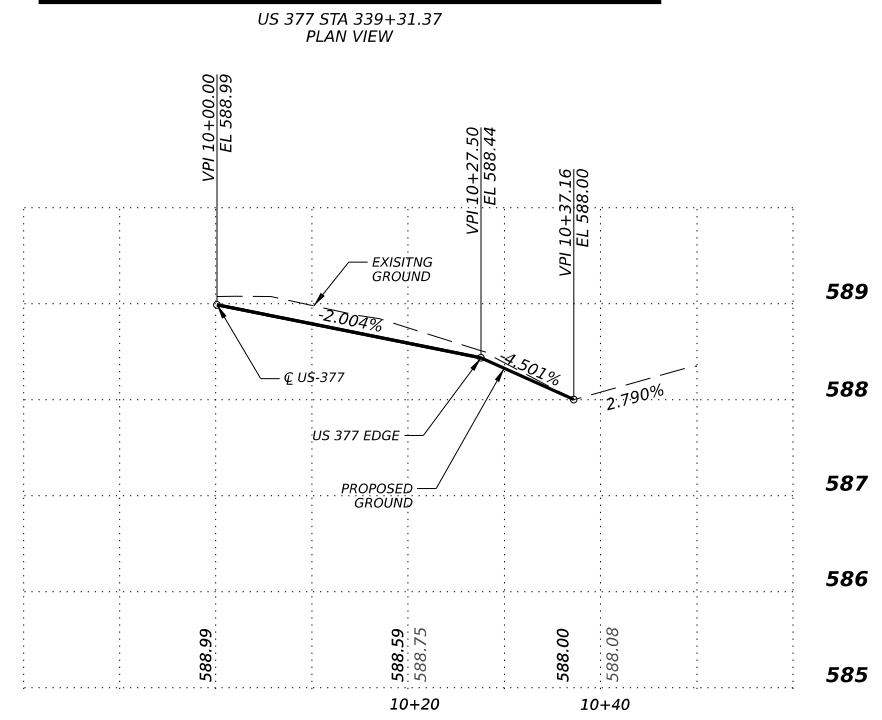 US 377 STA 339+31.37
PLAN VIEW
VPI 10+00.00
EL 588.99
VPI 10+27.50
EL 588.44
VPI 10+37.16
EL 588.00
EXISITNG
GROUND
589
-2.004%
-4.501%
℄ US-377
588
2.790%
US 377 EDGE
PROPOSED
GROUND
587
586
588.99
588.59
588.75
588.00
588.08
585
10+20
10+40